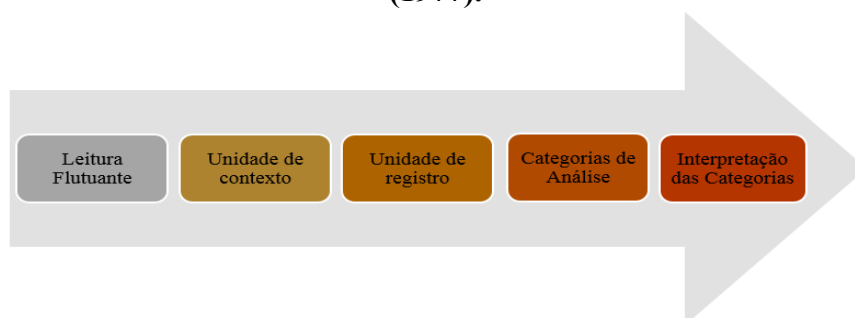 Leitura
Flutuante
Unidade de
contexto
Unidade de
registro
Categorias de
Análise
Interpretação
das Categorias